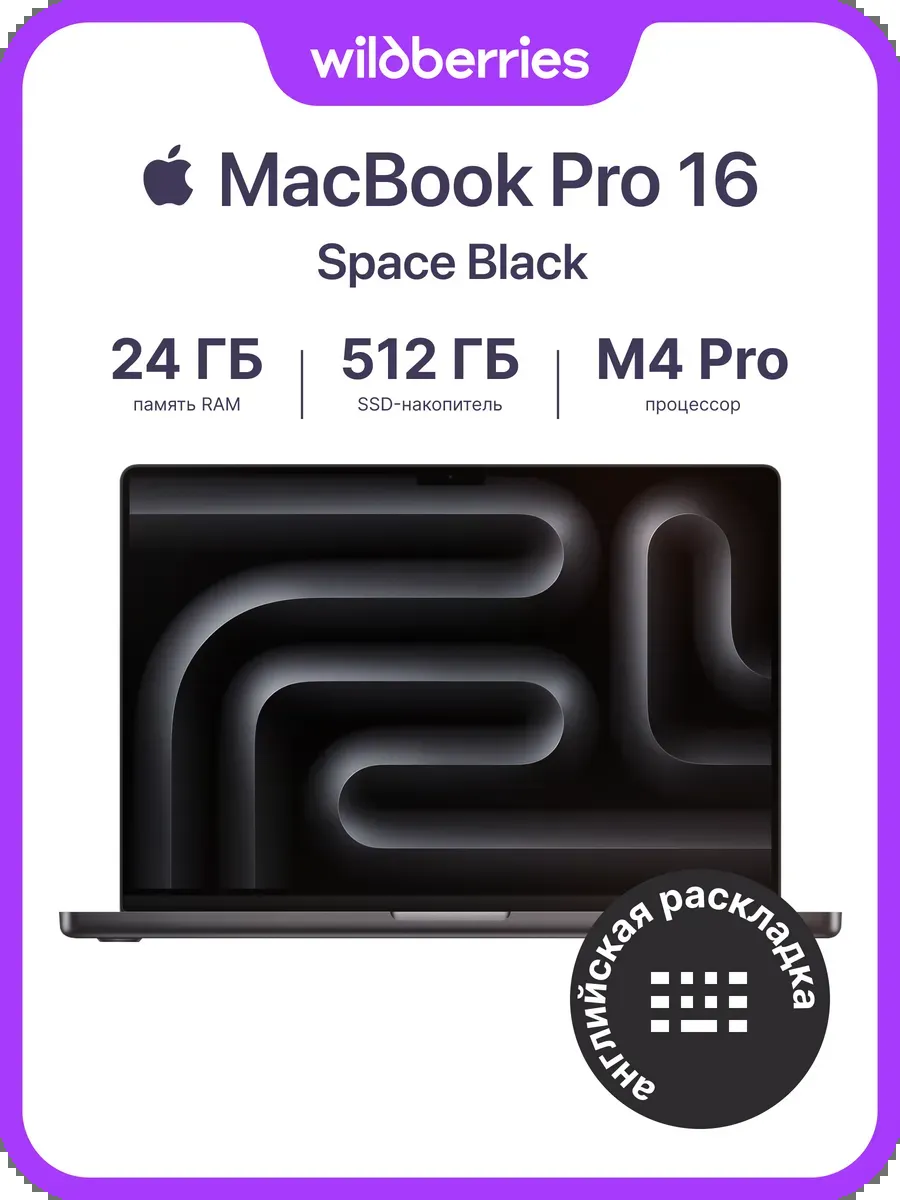 wildberries
MacBook Pro 16
Space Black
24 ГБ
память RAM
512 ГБ
SSD-накопитель
M4 Pro
процессор
английская раскладка